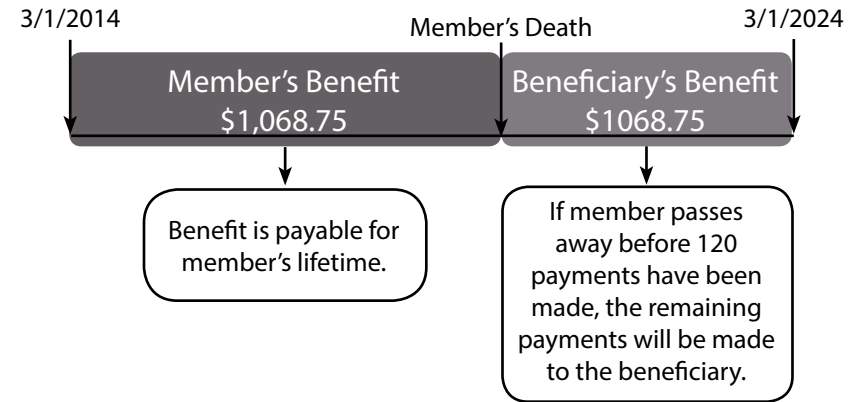 3/1/2014
Member’s Death
3/1/2024
Member’s Benefit
$1,068.75
Beneficiary’s Benefit
$1068.75
Benefit is payable for
member’s lifetime.
If member passes
away before 120
payments have been
made, the remaining
payments will be made
to the beneficiary.